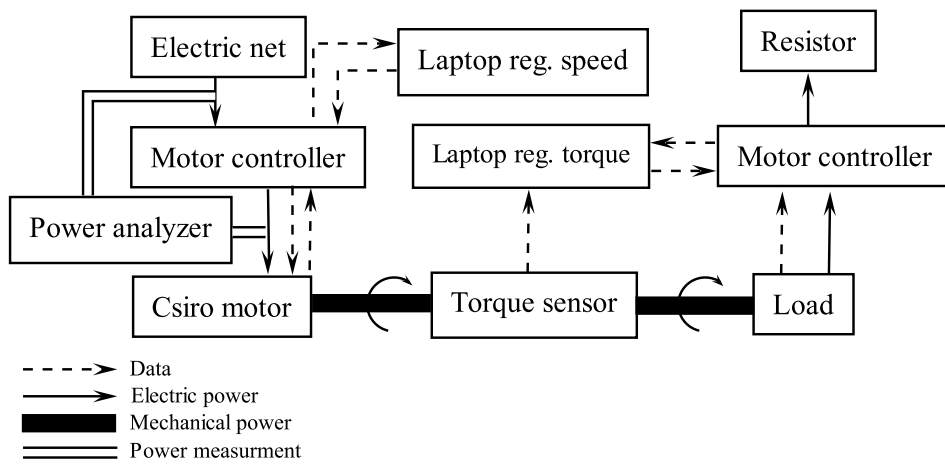 Electric net
Laptop reg. speed
Resistor
Motor controller
Laptop reg. torque
Motor controller
Power analyzer
Csiro motor
Torque sensor
Load
Data
Electric power
Mechanical power
Power measurment